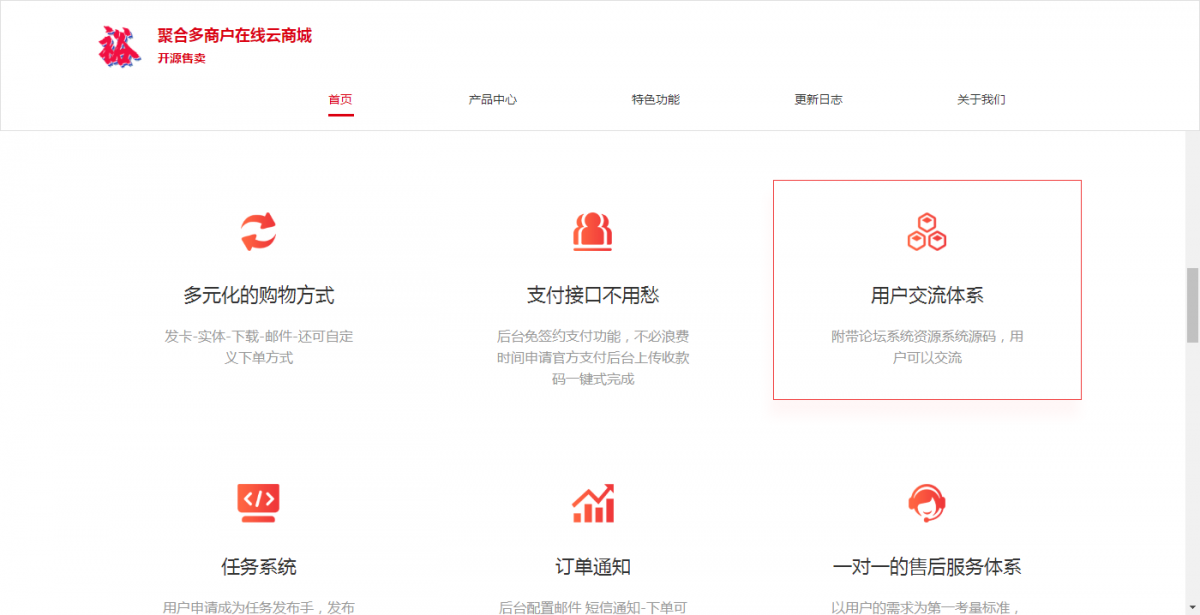 裕
聚合多商户在线云商城
开源售卖
首页 产品中心 特色功能 更新日志 关于我们
多元化的购物方式
发卡-实体-下载-邮件-还可自定
义下单方式
支付接口不用愁
后台免签约支付功能，不必浪费
时间申请官方支付后台上传收款
码一键式完成
用户交流体系
附带论坛系统资源系统源码，用
户可以交流
任务系统
用户申请成为任务发布手，发布
订单通知
后台配置邮件 短信通知-下单可
一对一的售后服务体系
以用户的需求为第一考量标准，